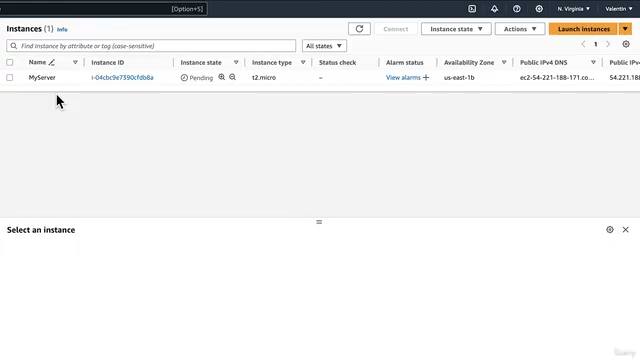 [Option+S] N. Virginia ▼ Valentin ▼
Instances (1) Info Connect Instance state ▼ Actions ▼ Launch instances ▼
Find Instance by attribute or tag (case-sensitive) All states ▼ 1
Name Instance ID Instance state Instance type Status check Alarm status Availability Zone Public IPv4 DNS Public IPv
MyServer i-04cbc9e7390cfdb8a Pending t2.micro – View alarms + us-east-1b ec2-54-221-188-171.co... 54.221.188
Select an instance